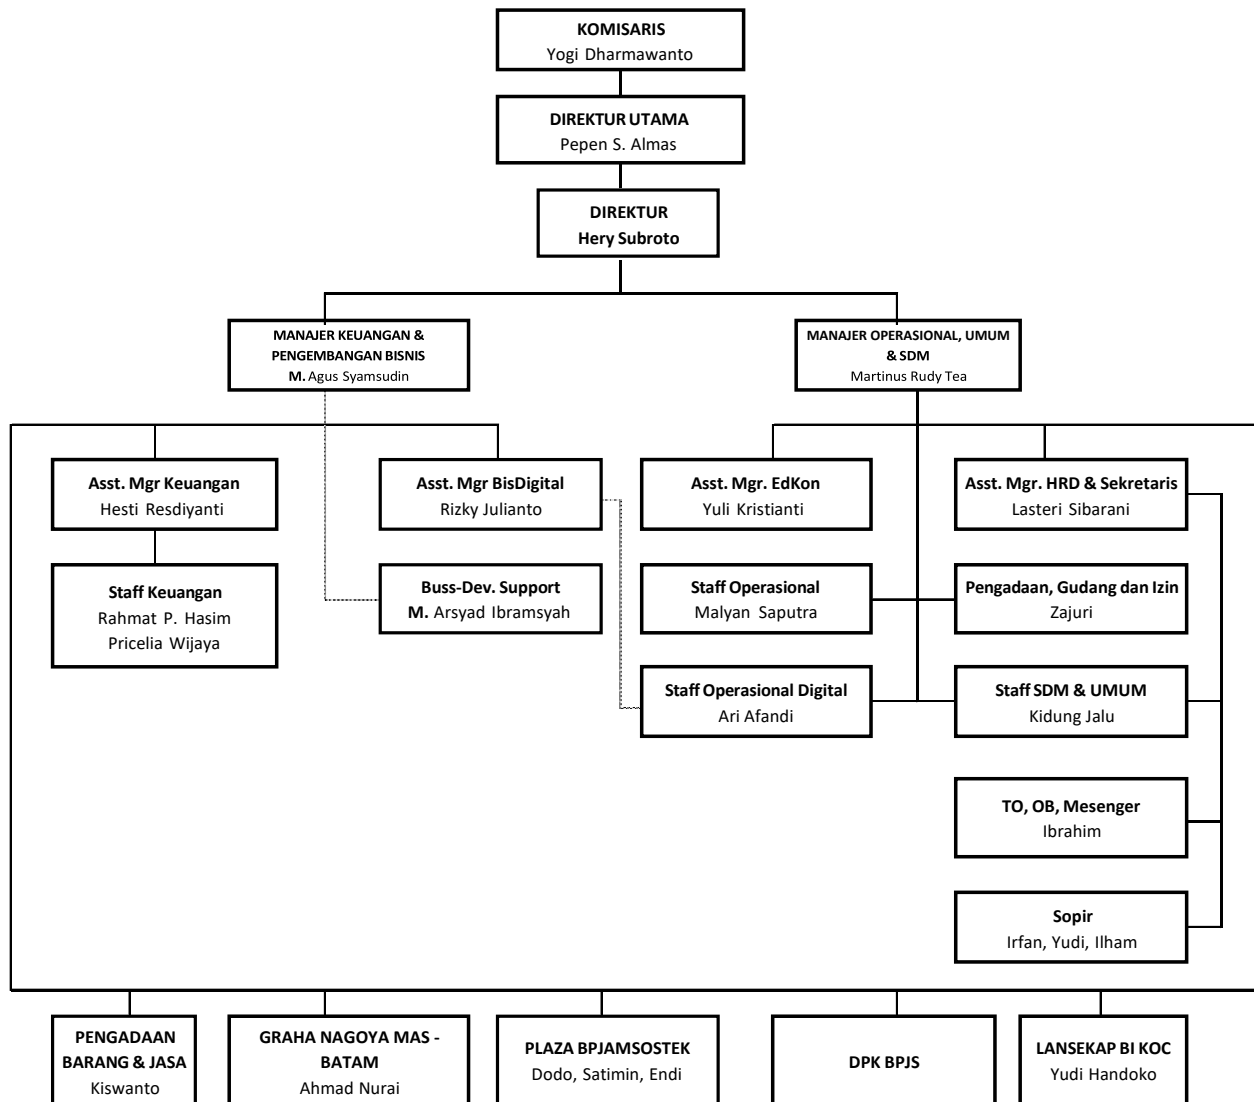 KOMISARIS
Yogi Dharmawanto
DIREKTUR UTAMA
Pepen S. Almas
DIREKTUR
Hery Subroto
MANAJER KEUANGAN &
PENGEMBANGAN BISNIS
M. Agus Syamsudin
MANAJER OPERASIONAL, UMUM
& SDM
Martinus Rudy Tea
Asst. Mgr Keuangan
Hesti Resdiyanti
Asst. Mgr BisDigital
Rizky Julianto
Asst. Mgr. EdKon
Yuli Kristianti
Asst. Mgr. HRD & Sekretaris
Lasteri Sibarani
Staff Keuangan
Rahmat P. Hasim
Pricelia Wijaya
Buss-Dev. Support
M. Arsyad Ibramsyah
Staff Operasional
Malyan Saputra
Pengadaan, Gudang dan Izin
Zajuri
Staff Operasional Digital
Ari Afandi
Staff SDM & UMUM
Kidung Jalu
TO, OB, Mesenger
Ibrahim
Sopir
Irfan, Yudi, Ilham
PENGADAAN
BARANG & JASA
Kiswanto
GRAHA NAGOYA MAS -
BATAM
Ahmad Nurai
PLAZA BPJAMSOSTEK
Dodo, Satimin, Endi
DPK BPJS
LANSEKAP BI KOC
Yudi Handoko